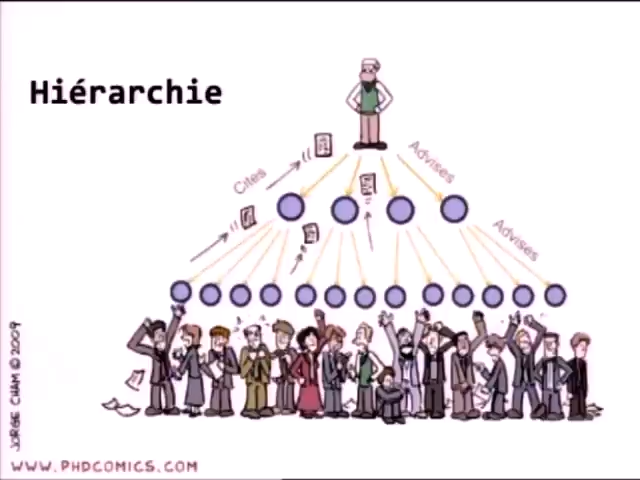 Hiérarchie
Cites
Advises
Advises
JORGE CHAM © 2009
WWW.PHDCOMICS.COM